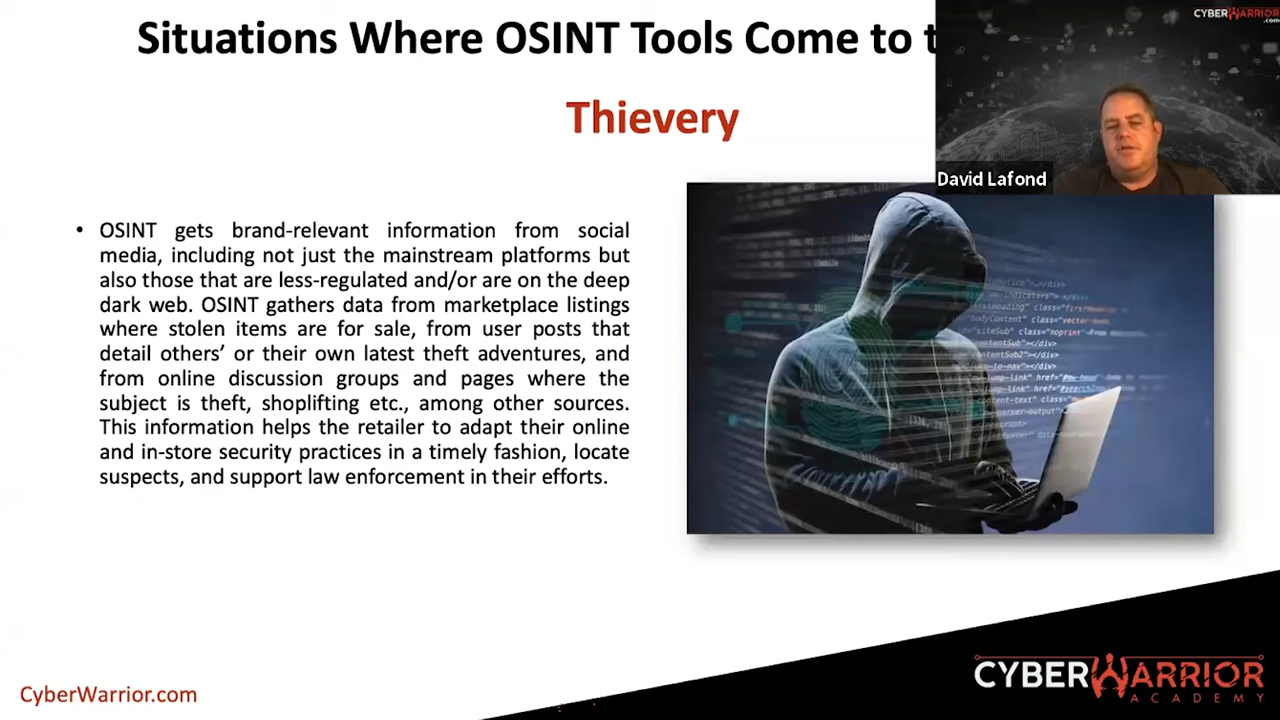 Situations Where OSINT Tools Come to
CYBERWARRIOR
.com
Thievery
David Lafond
• OSINT gets brand-relevant information from social
media, including not just the mainstream platforms but
also those that are less-regulated and/or are on the deep
dark web. OSINT gathers data from marketplace listings
where stolen items are for sale, from user posts that
detail others’ or their own latest theft adventures, and
from online discussion groups and pages where the
subject is theft, shoplifting etc., among other sources.
This information helps the retailer to adapt their online
and in-store security practices in a timely fashion, locate
suspects, and support law enforcement in their efforts.
CYBERWARRIOR
ACADEMY
CyberWarrior.com